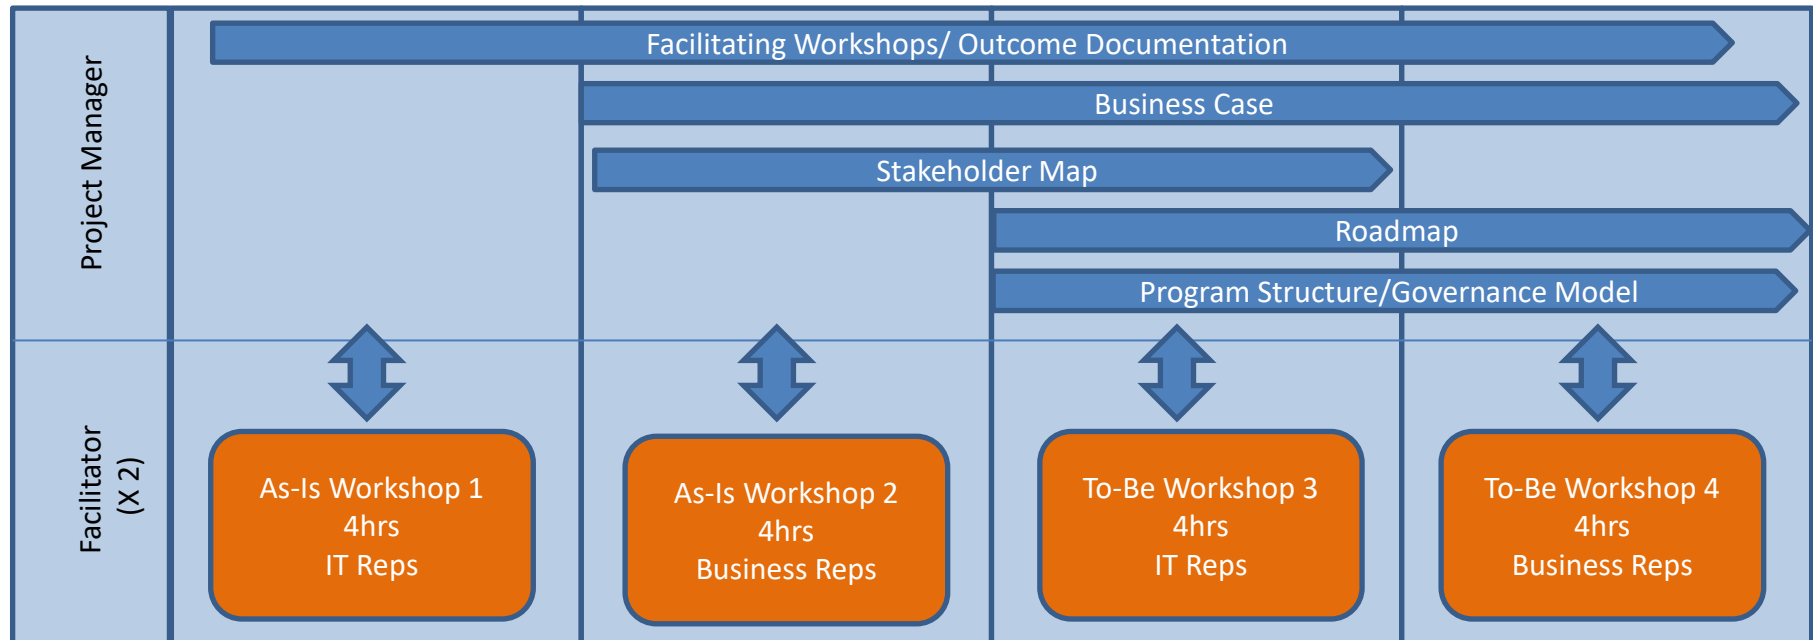 Project Manager
Facilitating Workshops/ Outcome Documentation
Business Case
Stakeholder Map
Roadmap
Program Structure/Governance Model
Facilitator
(X 2)
As-Is Workshop 1
4hrs
IT Reps
As-Is Workshop 2
4hrs
Business Reps
To-Be Workshop 3
4hrs
IT Reps
To-Be Workshop 4
4hrs
Business Reps